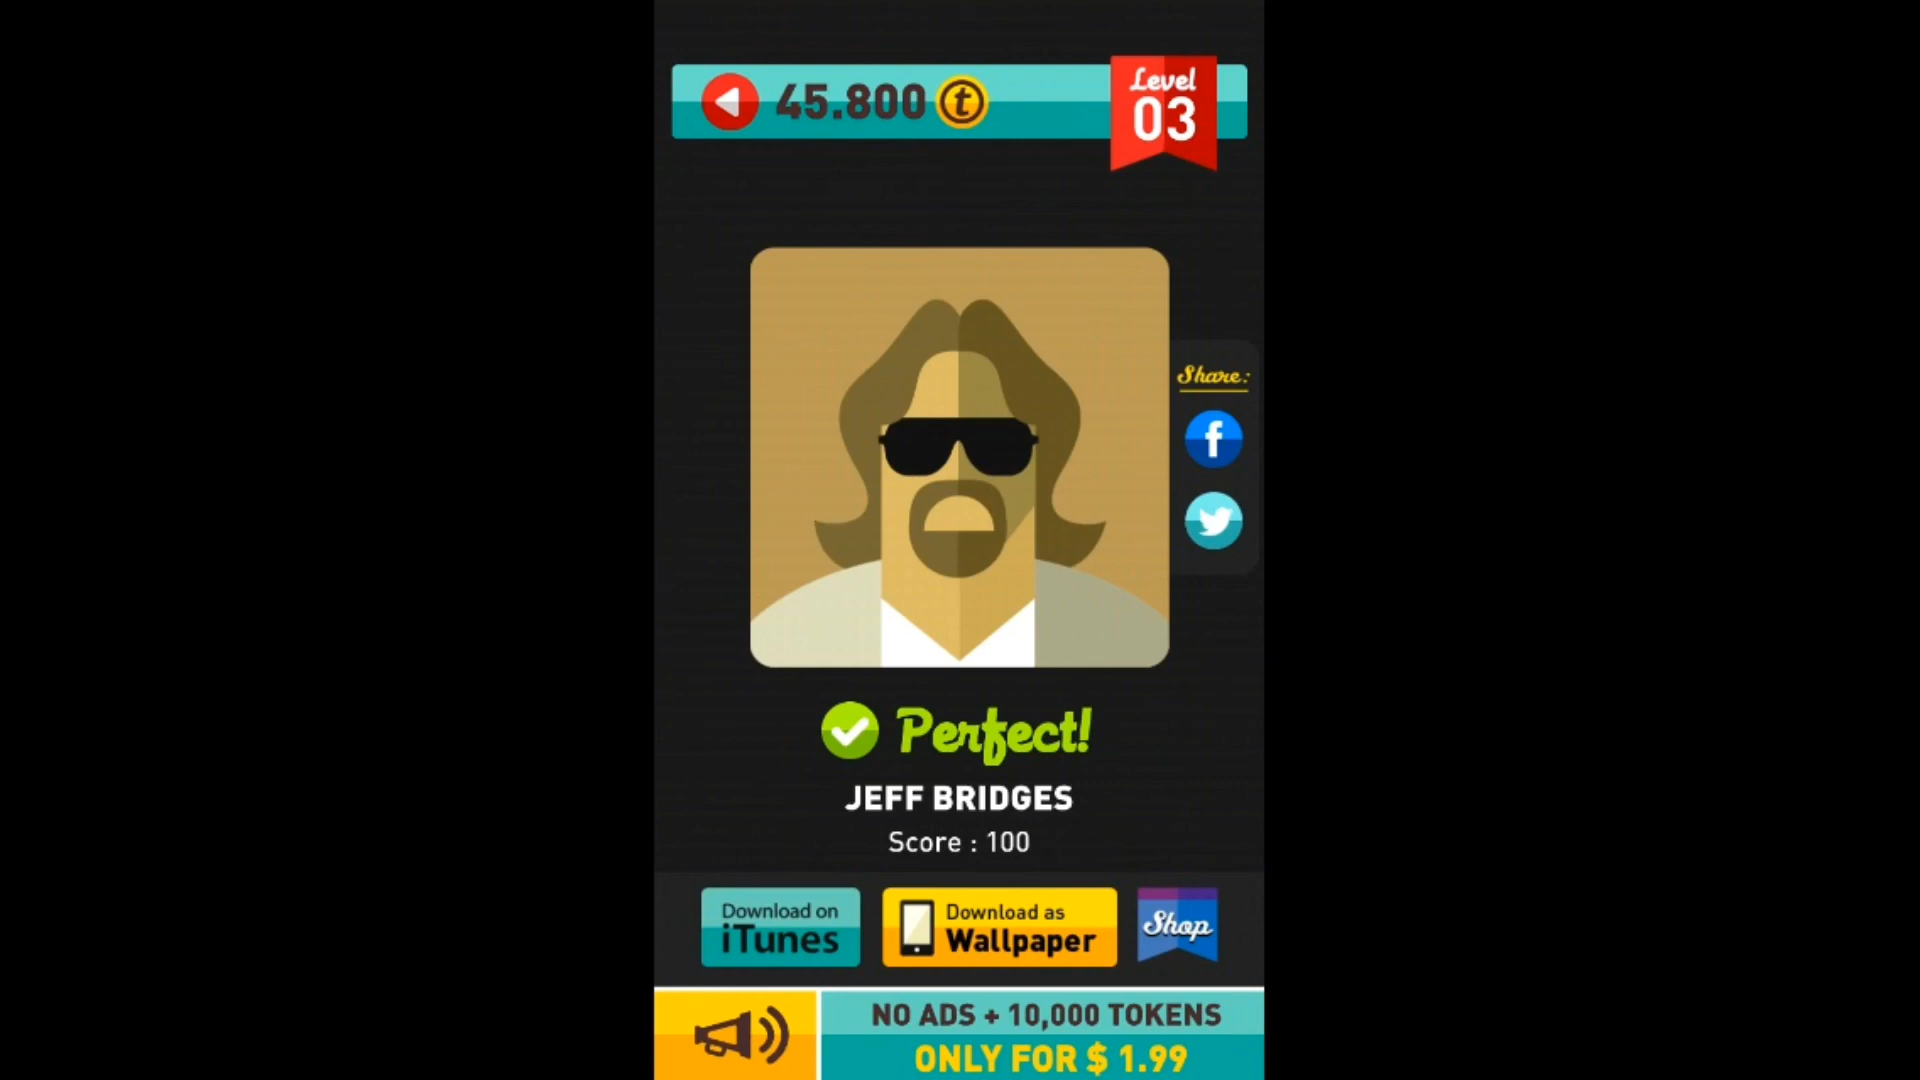 45.800 t
Level
03
Share:
f
Perfect!
JEFF BRIDGES
Score : 100
Download on
iTunes
Download as
Wallpaper
Shop
NO ADS + 10,000 TOKENS
ONLY FOR $ 1.99